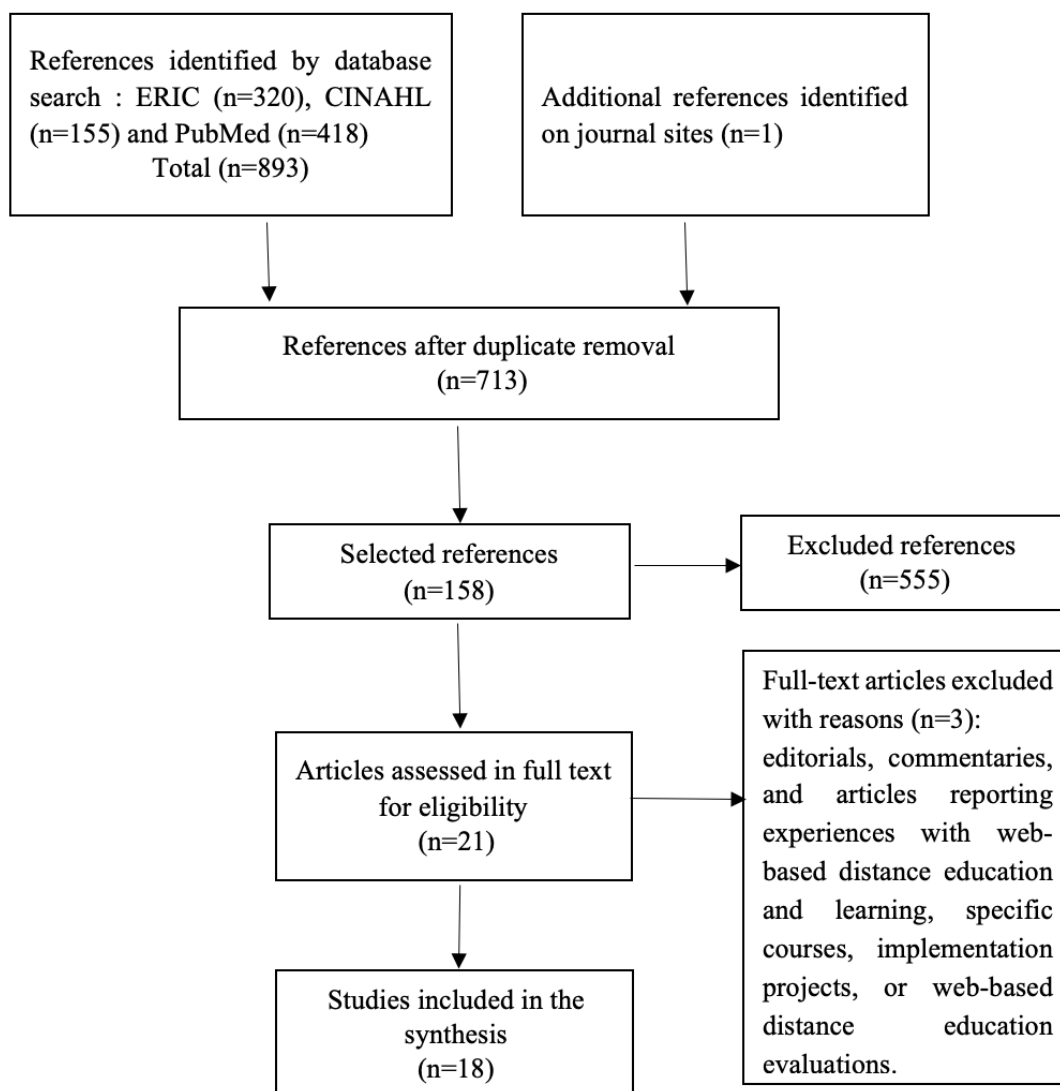 References identified by database
search : ERIC (n=320), CINAHL
(n=155) and PubMed (n=418)
Total (n=893)
Additional references identified
on journal sites (n=1)
References after duplicate removal
(n=713)
Selected references
(n=158)
Excluded references
(n=555)
Articles assessed in full text
for eligibility
(n=21)
Full-text articles excluded
with reasons (n=3):
editorials, commentaries,
and articles reporting
experiences with web-
based distance education
and learning, specific
courses, implementation
projects, or web-based
distance education
evaluations.
Studies included in the
synthesis
(n=18)